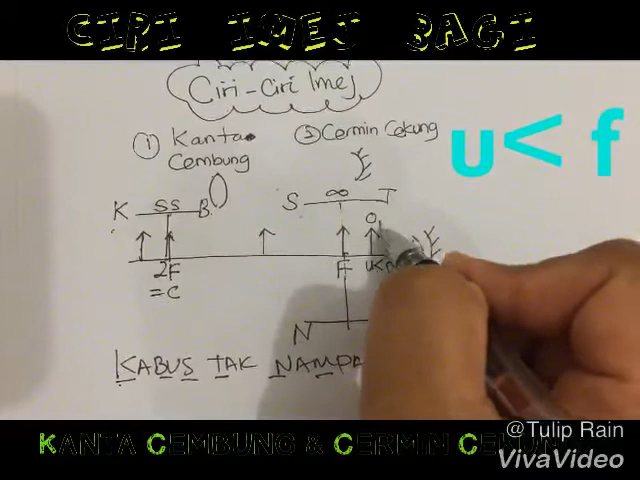 CIRI IMEJ BAGI
Ciri-Ciri Imej
① Kanta Cembung
② Cermin Cekung
u< f
K SS B
S ∞ T
O
2F
=C
F
N
KABUS TAK NAMPA
@Tulip Rain
KANTA CEMBUNG & CERMIN
VivaVideo